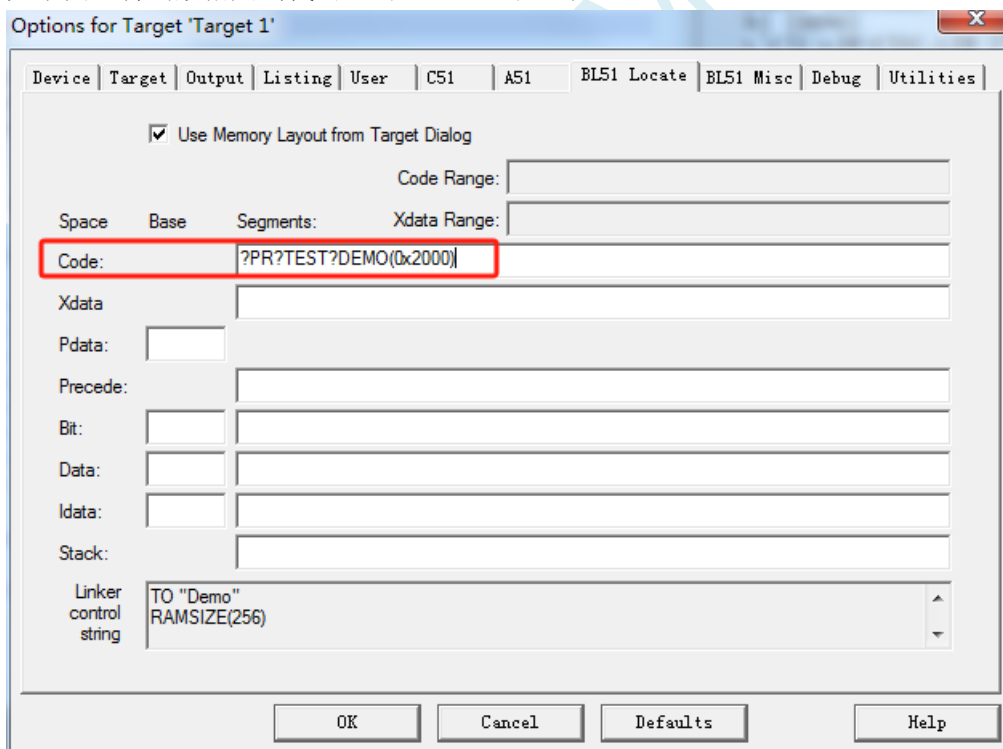 Options for Target 'Target 1'
Device Target Output Listing User C51 A51 BL51 Locate BL51 Misc Debug Utilities
Use Memory Layout from Target Dialog
Code Range:
Space Base Segments: Xdata Range:
Code: ?PR?TEST?DEMO(0x2000)
Xdata
Pdata:
Precede:
Bit:
Data:
Idata:
Stack:
Linker control string
TO "Demo"
RAMSIZE(256)
OK Cancel Defaults Help